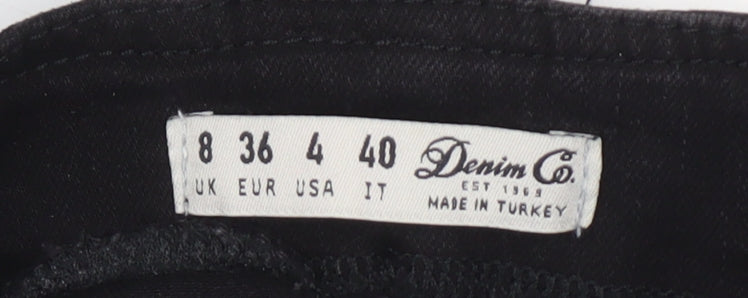 8 36 4 40
UK EUR USA IT
Denim Co.
EST 1969
MADE IN TURKEY